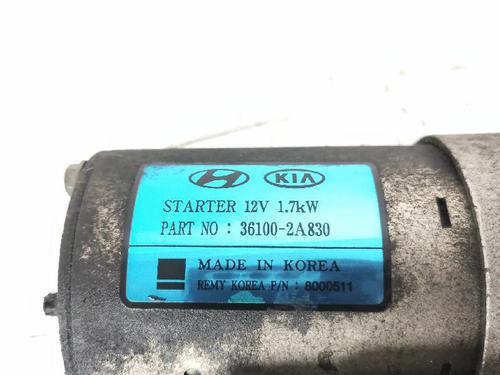 KIA
STARTER 12V 1.7kW
PART NO : 36100-2A830
MADE IN KOREA
REMY KOREA P/N : 8000511